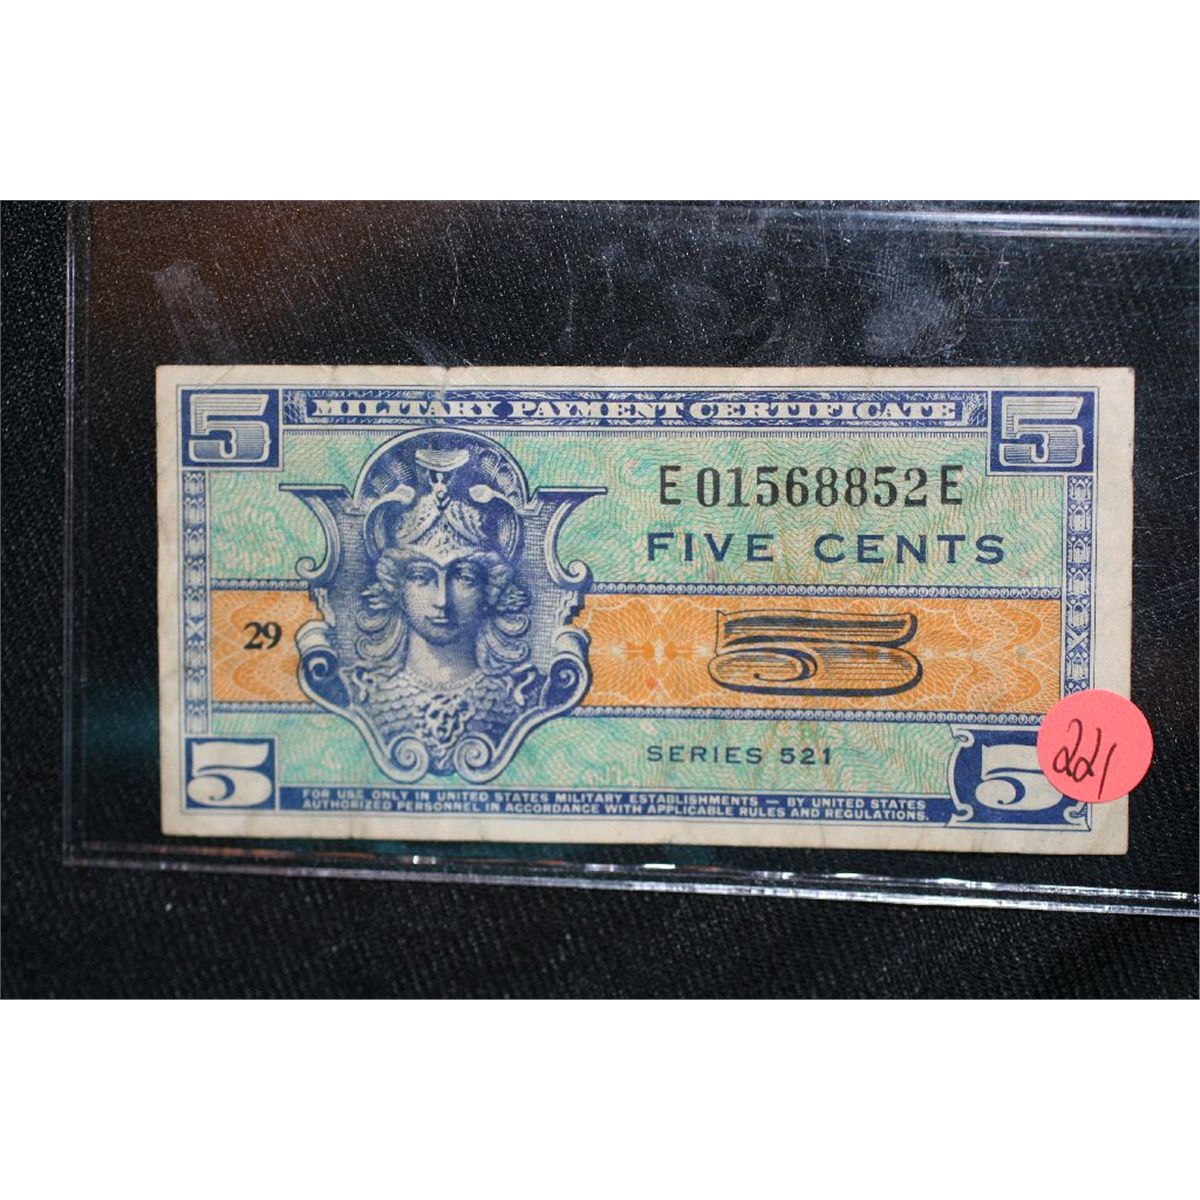 5 MILITARY PAYMENT CERTIFICATE 5
E 01568852 E
FIVE CENTS
29 5
SERIES 521
5 5
FOR USE ONLY IN UNITED STATES MILITARY ESTABLISHMENTS — BY UNITED STATES
AUTHORIZED PERSONNEL IN ACCORDANCE WITH APPLICABLE RULES AND REGULATIONS.
221